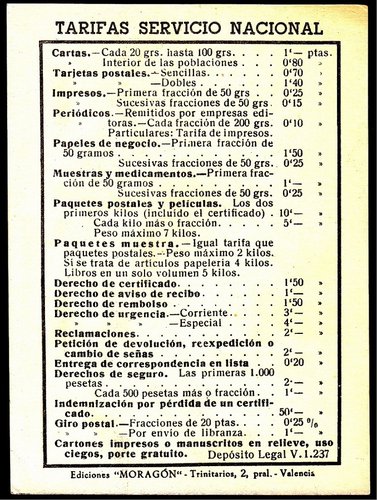 TARIFAS SERVICIO NACIONAL
Cartas.—Cada 20 grs. hasta 100 grs. . . . 1'— ptas.
» Interior de las poblaciones . . . 0'80 »
Tarjetas postales.—Sencillas. . . . . 0'70 »
» » —Dobles . . . . . 1'40 »
Impresos.—Primera fracción de 50 grs . . 0'25 »
Sucesivas fracciones de 50 grs. 0'15 »
Periódicos.—Remitidos por empresas edi-
toras.—Cada fracción de 200 grs. 0'10 »
Particulares: Tarifa de impresos.
Papeles de negocio.—Primera fracción de
50 gramos . . . . . . . . 1'50 »
Sucesivas fracciones de 50 grs. 0'25 »
Muestras y medicamentos.—Primera frac-
ción de 50 gramos . . . . . . 1'— »
Sucesivas fracciones de 50 grs. 0'25 »
Paquetes postales y películas. Los dos
primeros kilos (incluído el certificado) . 10'— »
Cada kilo más o fracción. . . . 5'— »
Peso máximo 7 kilos.
Paquetes muestra.—Igual tarifa que
paquetes postales.—Peso máximo 2 kilos.
Si se trata de articulos papelería 4 kilos.
Libros en un solo volumen 5 kilos.
Derecho de certificado. . . . . . . 1'50 »
Derecho de aviso de recibo. . . . . . 1'— »
Derecho de rembolso . . . . . . . 1'50 »
Derecho de urgencia.—Corriente. . . . 3'— »
» » » —Especial . . . . 4'— »
Reclamaciones. . . . . . . . . 2'— »
Petición de devolución, reexpedición o
cambio de señas . . . . . . . 2'— »
Entrega de correspondencia en lista . . 0'20 »
Derechos de seguro. Las primeras 1.000
pesetas . . . . . . . . . 2'— »
Cada 500 pesetas más o fracción. . 1'— »
Indemnización por pérdida de un certifi-
cado. . . . . . . . . . 50'— »
Giro postal.—Fracciones de 20 ptas. . . 0'25 %
» » —Por envio de libranza. . . 1'— »
Cartones impresos o manuscritos en relieve, uso
ciegos, porte gratuito. Depósito Legal V. 1.237
Ediciones "MORAGÓN" - Trinitarios, 2, pral. - Valencia